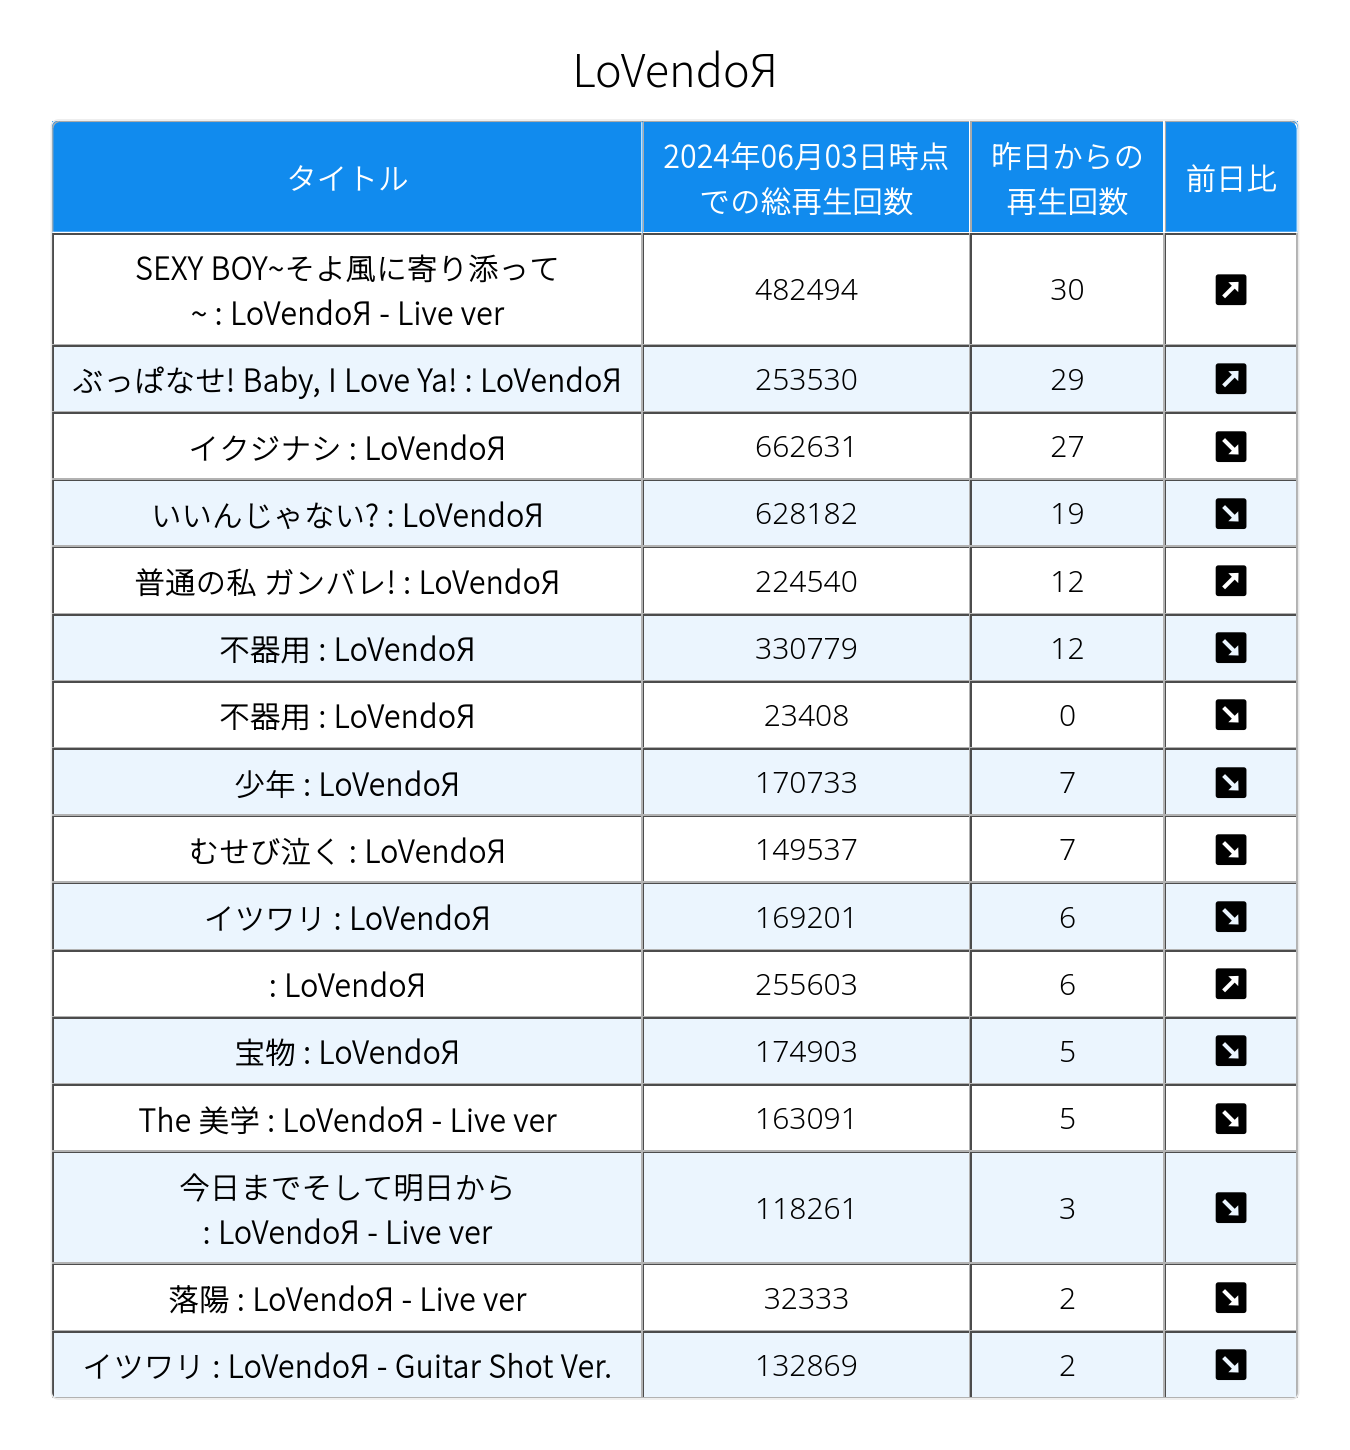 LoVendoЯ
タイトル
2024年06月03日時点
での総再生回数
昨日からの
再生回数
前日比
SEXY BOY~そよ風に寄り添って
~ : LoVendoЯ - Live ver
482494
30
ぶっぱなせ! Baby, I Love Ya! : LoVendoЯ
253530
29
イクジナシ : LoVendoЯ
662631
27
いいんじゃない? : LoVendoЯ
628182
19
普通の私 ガンバレ! : LoVendoЯ
224540
12
不器用 : LoVendoЯ
330779
12
不器用 : LoVendoЯ
23408
0
少年 : LoVendoЯ
170733
7
むせび泣く : LoVendoЯ
149537
7
イツワリ : LoVendoЯ
169201
6
: LoVendoЯ
255603
6
宝物 : LoVendoЯ
174903
5
The 美学 : LoVendoЯ - Live ver
163091
5
今日までそして明日から
: LoVendoЯ - Live ver
118261
3
落陽 : LoVendoЯ - Live ver
32333
2
イツワリ : LoVendoЯ - Guitar Shot Ver.
132869
2